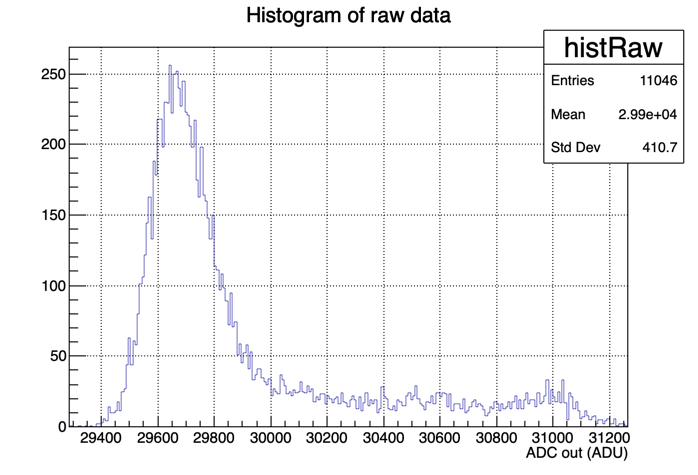 Histogram of raw data
histRaw
Entries 11046
Mean 2.99e+04
Std Dev 410.7
250
200
150
100
50
0
29400 29600 29800 30000 30200 30400 30600 30800 31000 31200
ADC out (ADU)